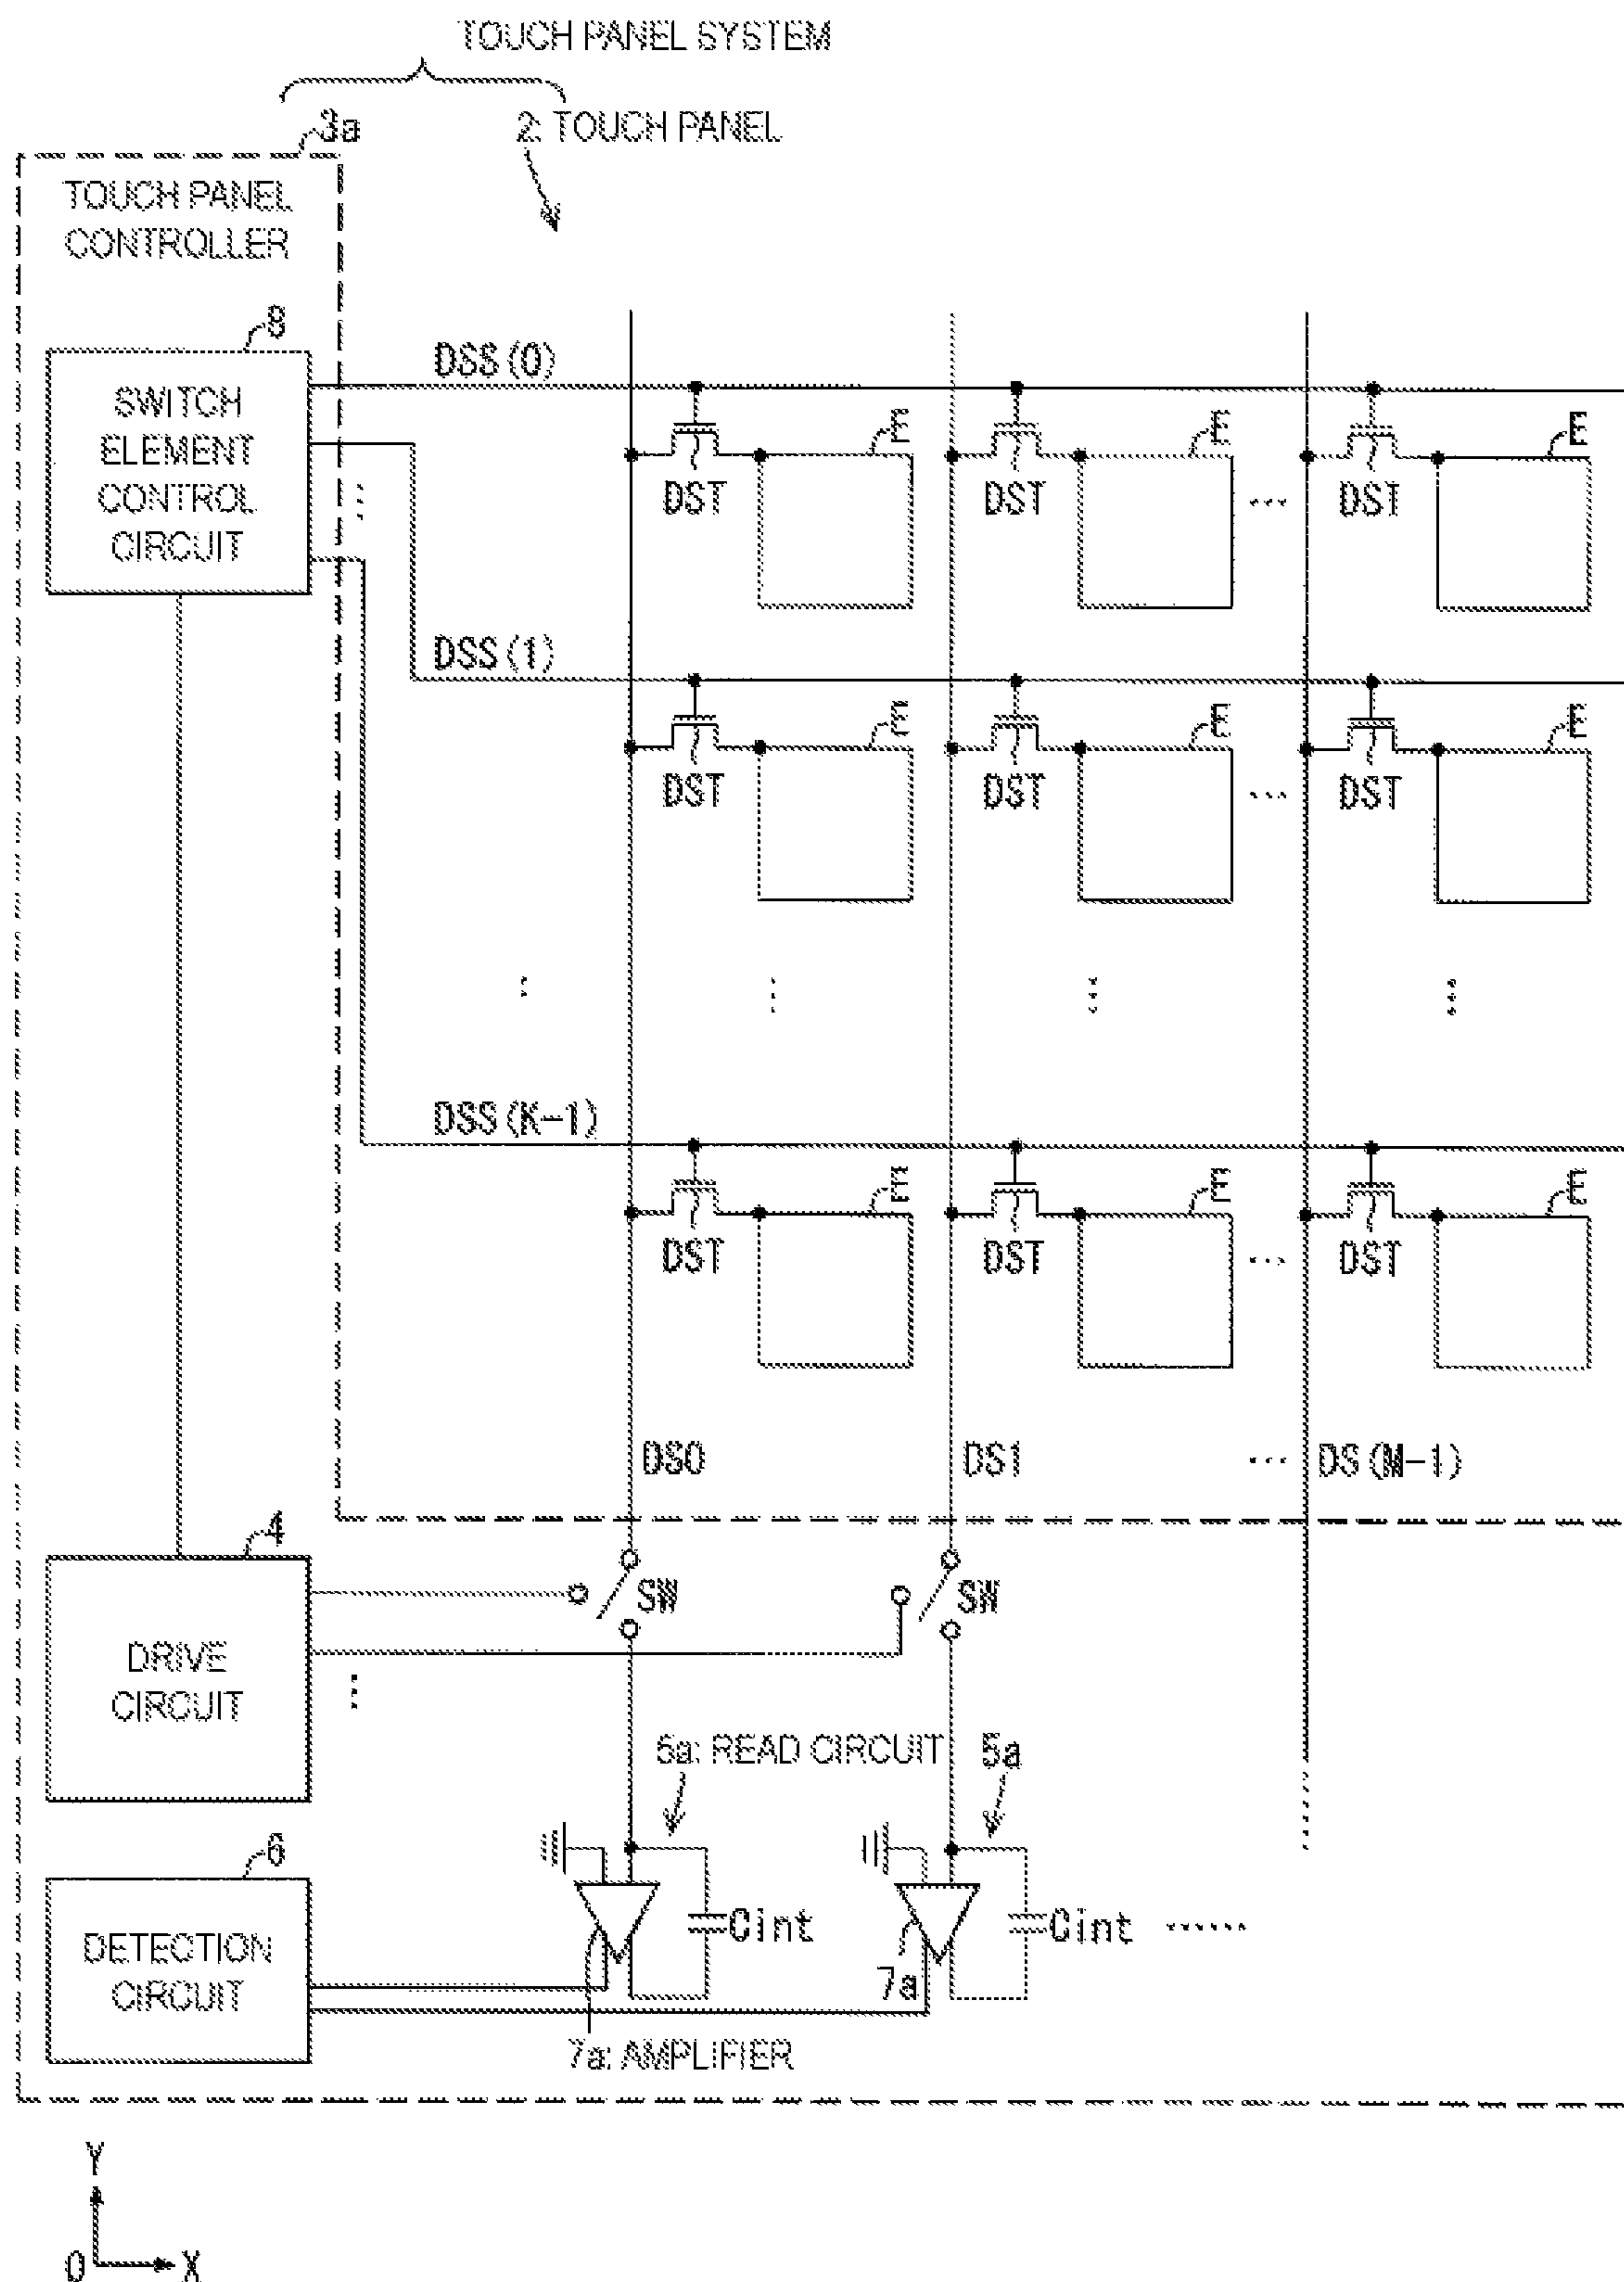 TOUCH PANEL SYSTEM
3a
2: TOUCH PANEL
TOUCH PANEL
CONTROLLER
8
SWITCH
ELEMENT
CONTROL
CIRCUIT
DSS (0)
E E E
DST DST ... DST
DSS (1)
E E E
DST DST ... DST
DSS (K-1)
E E E
DST DST ... DST
DS0 DS1 ... DS (M-1)
4
DRIVE
CIRCUIT
SW SW
5a: READ CIRCUIT 5a
6
DETECTION
CIRCUIT
Cint Cint ......
7a
7a: AMPLIFIER
Y
0 X